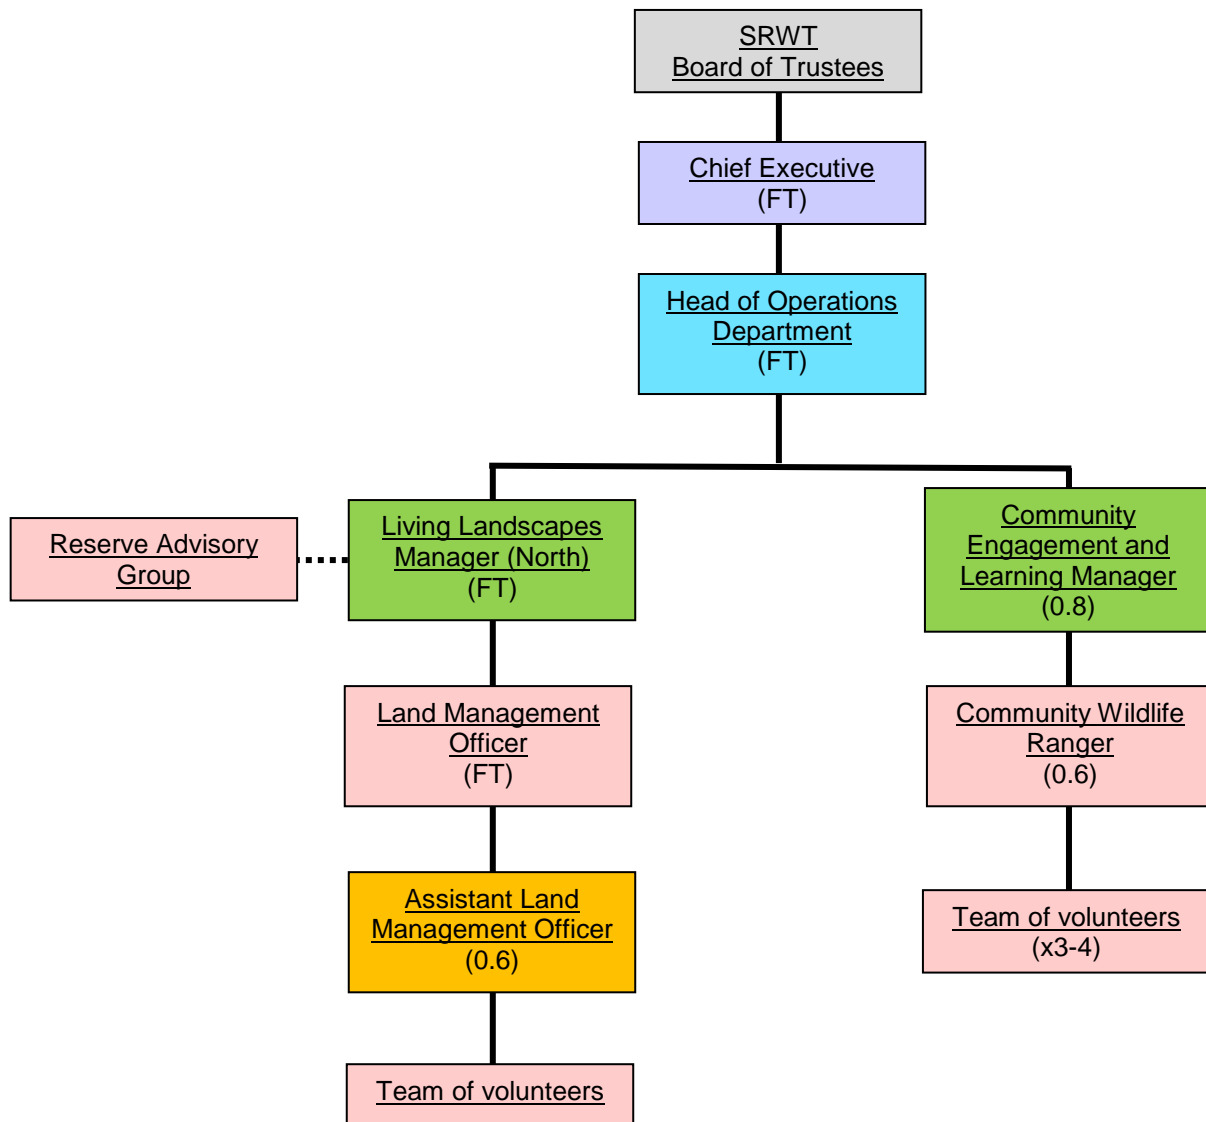 SRWT
Board of Trustees
Chief Executive
(FT)
Head of Operations
Department
(FT)
Reserve Advisory
Group
Living Landscapes
Manager (North)
(FT)
Community
Engagement and
Learning Manager
(0.8)
Land Management
Officer
(FT)
Community Wildlife
Ranger
(0.6)
Assistant Land
Management Officer
(0.6)
Team of volunteers
(x3-4)
Team of volunteers